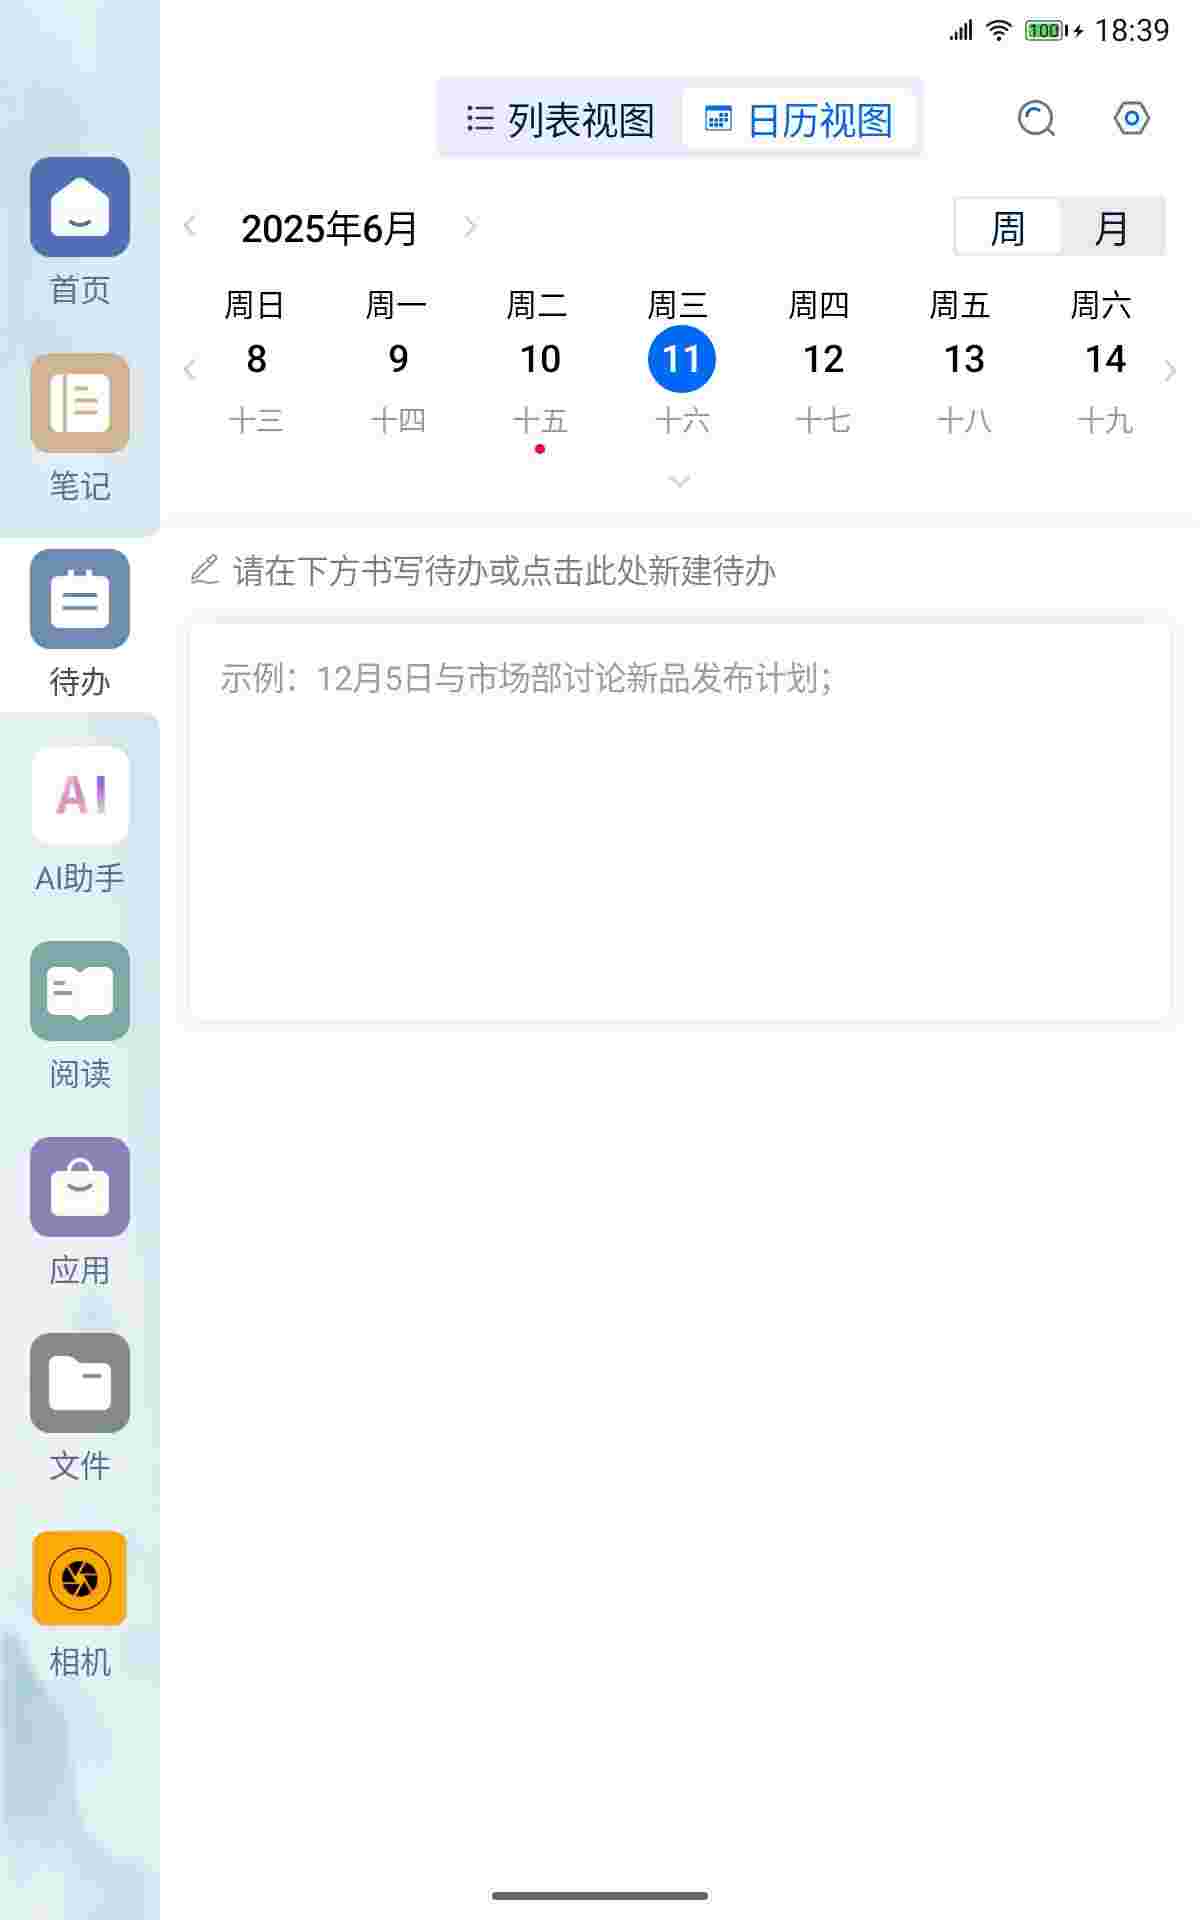 100 18:39
列表视图 日历视图
2025年6月 周 月
周日 周一 周二 周三 周四 周五 周六
8 9 10 11 12 13 14
十三 十四 十五 十六 十七 十八 十九
请在下方书写待办或点击此处新建待办
示例：12月5日与市场部讨论新品发布计划；
首页
笔记
待办
AI
AI助手
阅读
应用
文件
相机